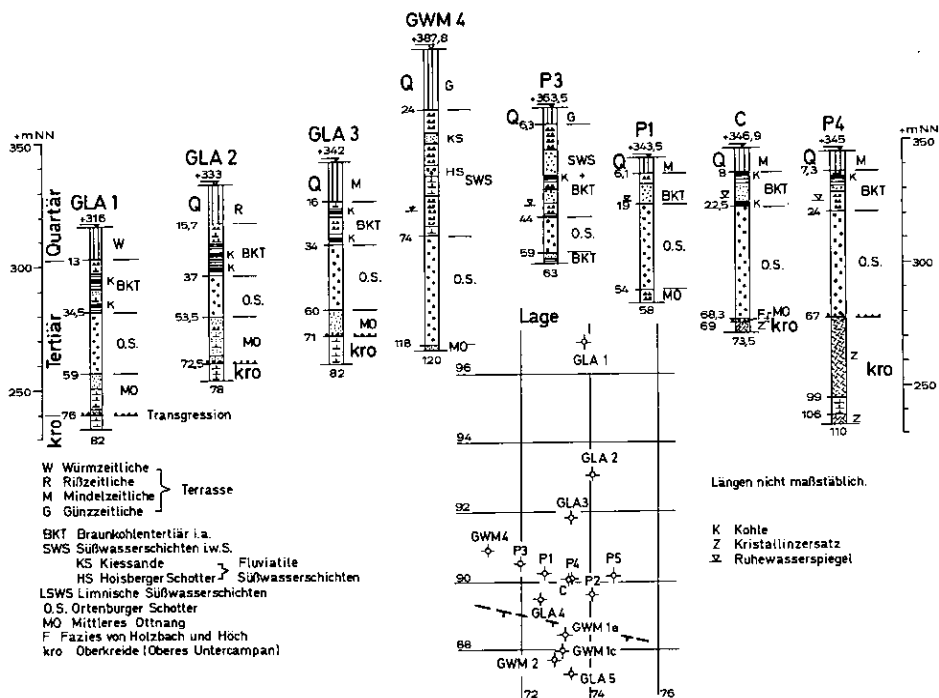 GWM 4
+387,8
Q
G
24
KS
HS
SWS
74
O.S.
118
MO
120
P3
+363,5
Q
6,3
G
SWS
+
BKT
K
44
O.S.
59
BKT
63
P1
+343,5
Q
6,1
M
BKT
19
O.S.
54
MO
58
C
+346,9
Q
8
M
K
BKT
22,5
K
O.S.
68,3
F
MO
69
Z
kro
73,5
P4
+345
Q
7,3
M
K
BKT
24
O.S.
67
Z
kro
99
106
Z
110
+mNN
350
300
250
GLA 3
+342
Q
M
16
K
BKT
34
O.S.
60
MO
71
kro
82
GLA 2
+333
Q
R
15,7
K
BKT
K
37
O.S.
53,5
MO
72,5
kro
78
GLA 1
+316
W
13
K
BKT
K
34,5
O.S.
59
MO
76
Transgression
82
+mNN
350
300
250
Quartär
Tertiär
kro
W Würmzeitliche
R Rißzeitliche
M Mindelzeitliche
G Günzzeitliche
Terrasse
BKT Braunkohlentertiär i.a.
SWS Süßwasserschichten i.w.S.
KS Kiessande
HS Hoisberger Schotter
Fluviatile
Süßwasserschichten
LSWS Limnische Süßwasserschichten
O.S. Ortenburger Schotter
MO Mittleres Ottnang
F Fazies von Holzbach und Höch
kro Oberkreide (Oberes Untercampan)
Lage
GLA 1
96
94
GLA 2
92
GLA3
GWM4
P3
P1
P4
P5
90
C
P2
GLA 4
GWM 1a
88
GWM 1c
GWM 2
GLA 5
72
74
76
Längen nicht maßstäblich.
K Kohle
Z Kristallinzersatz
Ruhewasserspiegel